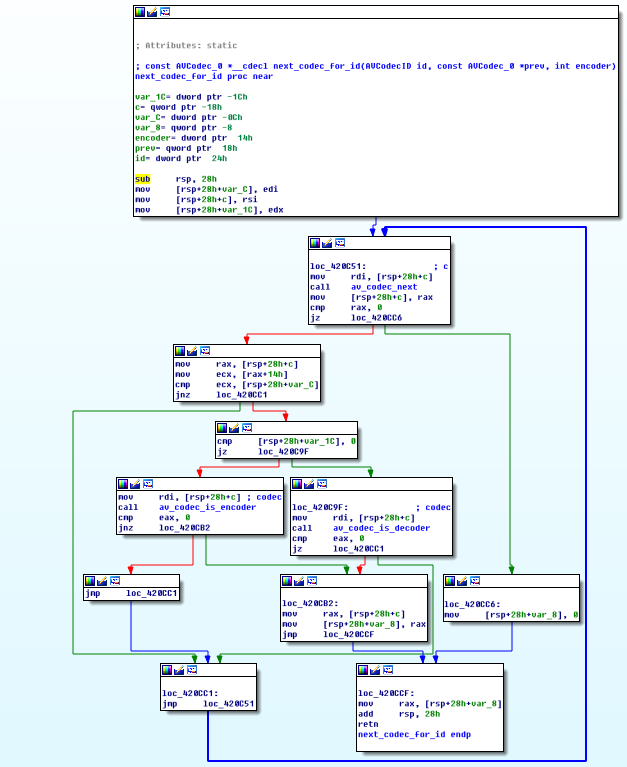 ; Attributes: static
; const AVCodec_0 *__cdecl next_codec_for_id(AVCodecID id, const AVCodec_0 *prev, int encoder)
next_codec_for_id proc near
var_1C= dword ptr -1Ch
c= qword ptr -18h
var_C= dword ptr -0Ch
var_8= qword ptr -8
encoder= dword ptr  14h
prev= qword ptr  18h
id= dword ptr  24h
sub     rsp, 28h
mov     [rsp+28h+var_C], edi
mov     [rsp+28h+c], rsi
mov     [rsp+28h+var_1C], edx
loc_420C51:             ; c
mov     rdi, [rsp+28h+c]
call    av_codec_next
mov     [rsp+28h+c], rax
cmp     rax, 0
jz      loc_420CC6
mov     rax, [rsp+28h+c]
mov     ecx, [rax+14h]
cmp     ecx, [rsp+28h+var_C]
jnz     loc_420CC1
cmp     [rsp+28h+var_1C], 0
jz      loc_420C9F
mov     rdi, [rsp+28h+c] ; codec
call    av_codec_is_encoder
cmp     eax, 0
jnz     loc_420CB2
loc_420C9F:             ; codec
mov     rdi, [rsp+28h+c]
call    av_codec_is_decoder
cmp     eax, 0
jz      loc_420CC1
jmp     loc_420CC1
loc_420CB2:
mov     rax, [rsp+28h+c]
mov     [rsp+28h+var_8], rax
jmp     loc_420CCF
loc_420CC6:
mov     [rsp+28h+var_8], 0
loc_420CC1:
jmp     loc_420C51
loc_420CCF:
mov     rax, [rsp+28h+var_8]
add     rsp, 28h
retn
next_codec_for_id endp